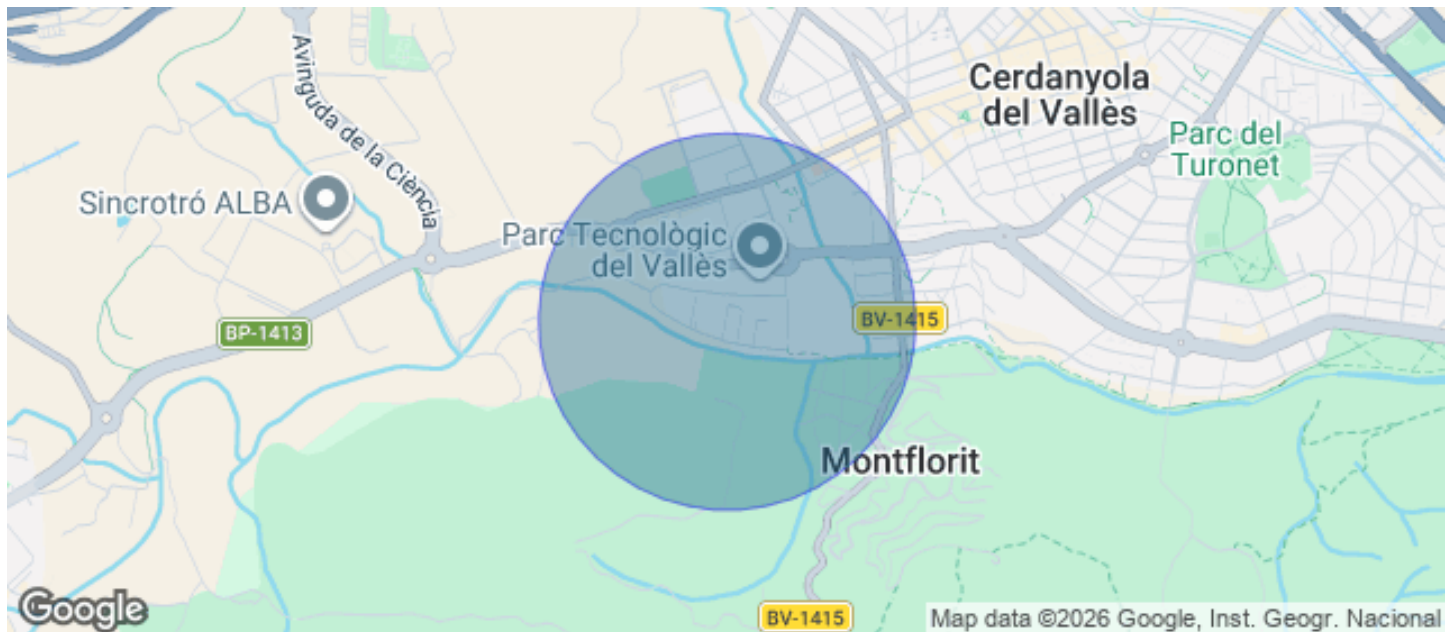 Avinguda de la Ciència
Cerdanyola
del Vallès
Parc del
Turonet
Sincrotró ALBA
Parc Tecnològic
del Vallès
BV-1415
BP-1413
Montflorit
BV-1415
Google
Map data ©2026 Google, Inst. Geogr. Nacional